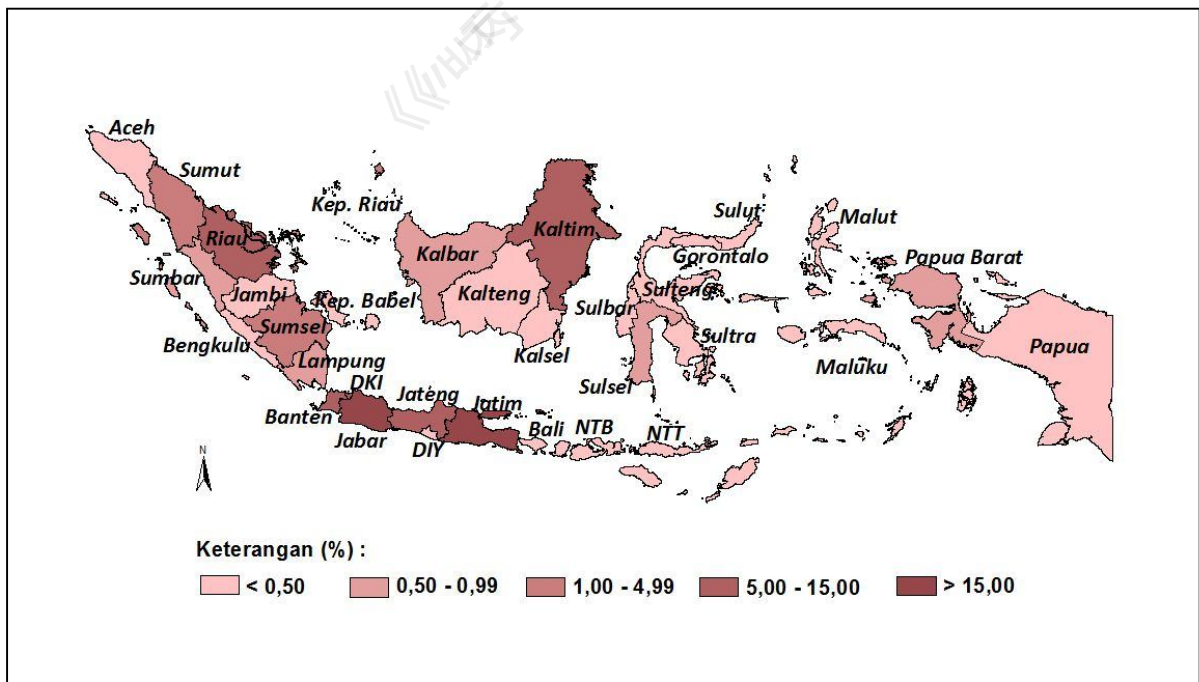 Aceh
Sumut
Kep. Riau
Riau
Sumbar
Jambi
Kep. Babel
Sumsel
Bengkulu
Lampung
DKI
Banten
Jabar
Jateng
DIY
Jatim
Bali
NTB
NTT
Kalbar
Kalteng
Kaltim
Kalsel
Sulut
Gorontalo
Sulteng
Sulbar
Sultra
Sulsel
Malut
Maluku
Papua Barat
Papua
N
Keterangan (%) :
< 0,50 0,50 - 0,99 1,00 - 4,99 5,00 - 15,00 > 15,00